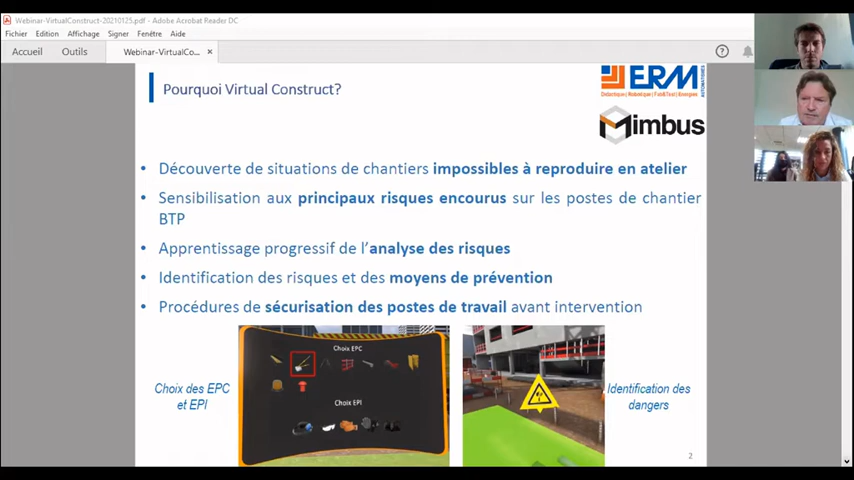 Webinar-VirtualConstruct-20210125.pdf - Adobe Acrobat Reader DC
Fichier Edition Affichage Signer Fenêtre Aide
Accueil Outils Webinar-VirtualCo... ×
Pourquoi Virtual Construct?
ERM
AUTOMATISMES
Mimbus
• Découverte de situations de chantiers impossibles à reproduire en atelier
• Sensibilisation aux principaux risques encourus sur les postes de chantier
BTP
• Apprentissage progressif de l'analyse des risques
• Identification des risques et des moyens de prévention
• Procédures de sécurisation des postes de travail avant intervention
Choix EPC
Choix EPI
Choix des EPC
et EPI
Identification des
dangers
2